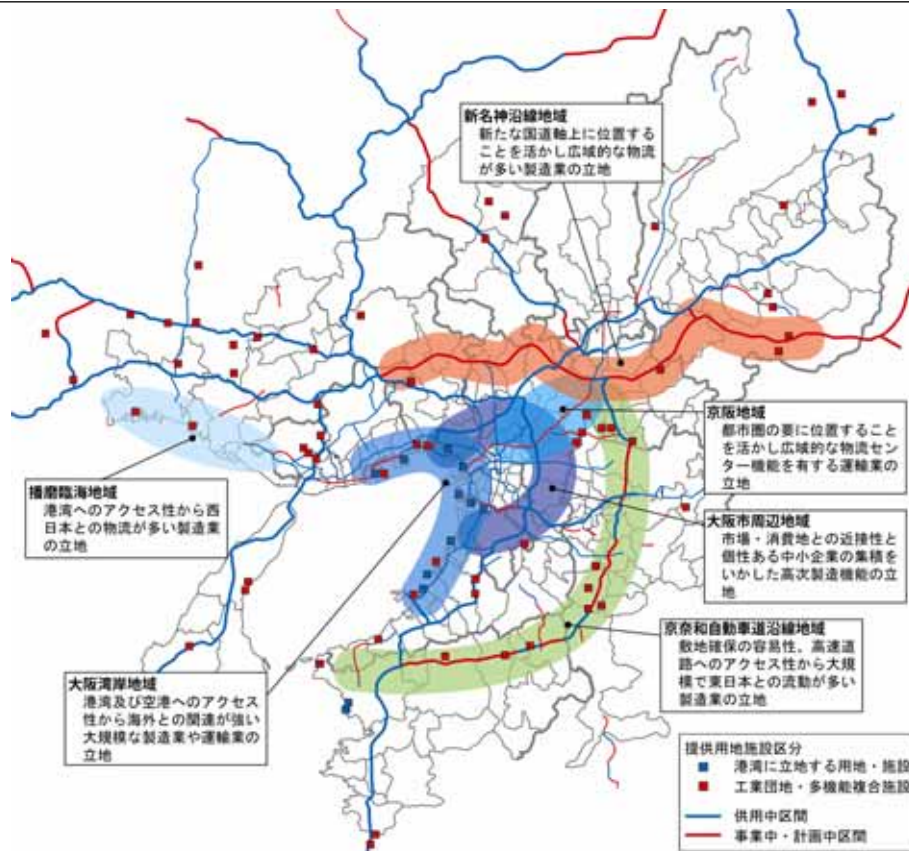 新名神沿線地域
新たな国道軸上に位置する
ことを活かし広域的な物流
が多い製造業の立地
京阪地域
都市圏の要に位置すること
を活かし広域的な物流セン
ター機能を有する運輸業の
立地
播磨臨海地域
港湾へのアクセス性から西
日本との物流が多い製造業
の立地
大阪市周辺地域
市場・消費地との近接性と
個性ある中小企業の集積を
いかした高次製造機能の立
地
京奈和自動車道沿線地域
敷地確保の容易性、高速道
路へのアクセス性から大規
模で東日本との流動が多い
製造業の立地
大阪湾岸地域
港湾及び空港へのアクセス
性から海外との関連が強い
大規模な製造業や運輸業の
立地
提供用地施設区分
港湾に立地する用地・施設
工業団地・多機能複合施設
供用中区間
事業中・計画中区間